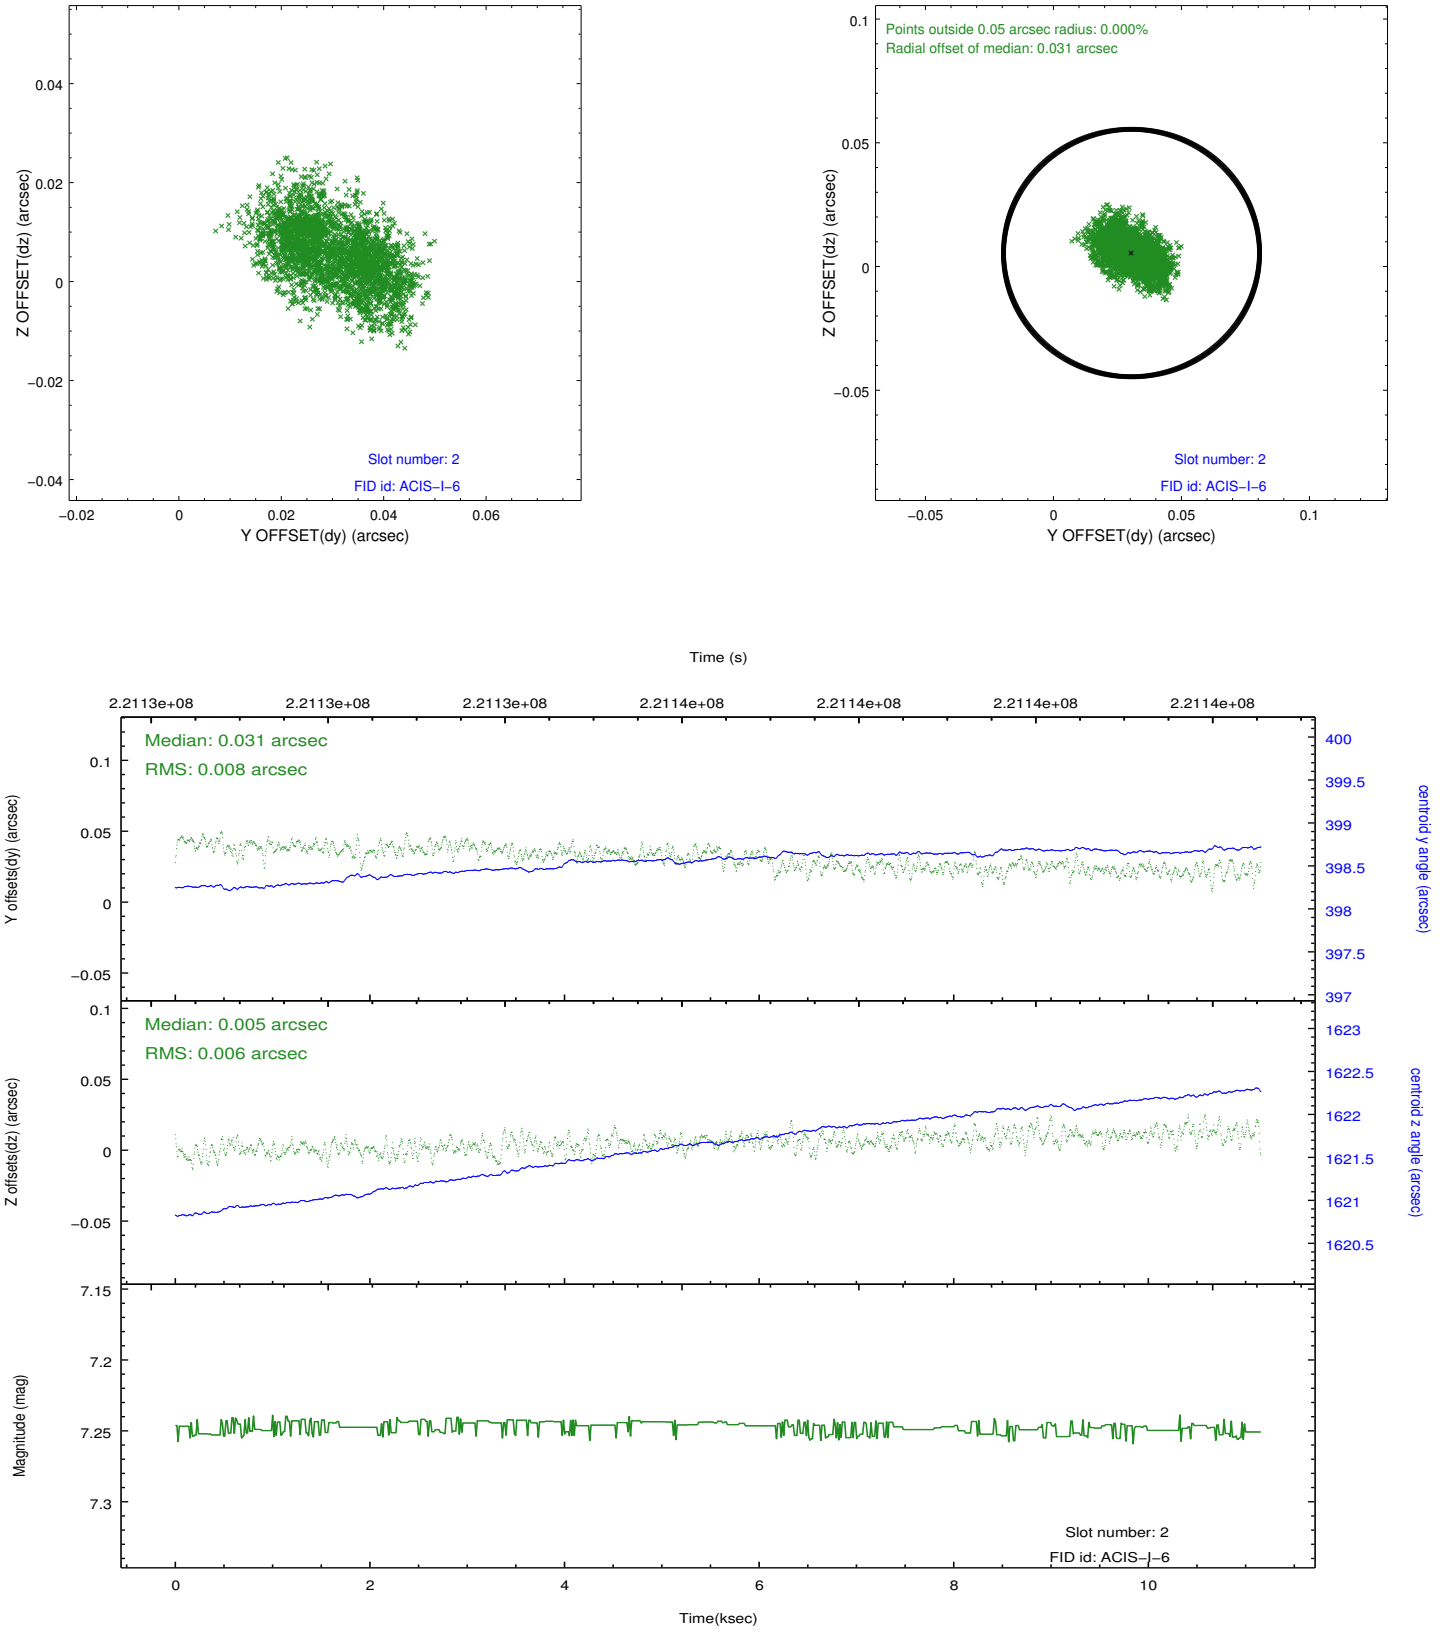 0.04
0.02
0
−0.02
−0.04
Z OFFSET(dz) (arcsec)
Slot number: 2
FID id: ACIS−I−6
−0.02
0
0.02
0.04
0.06
Y OFFSET(dy) (arcsec)
Points outside 0.05 arcsec radius: 0.000%
Radial offset of median: 0.031 arcsec
0.1
0.05
0
−0.05
Z OFFSET(dz) (arcsec)
Slot number: 2
FID id: ACIS−I−6
−0.05
0
0.05
0.1
Y OFFSET(dy) (arcsec)
Time (s)
2.2113e+08
2.2113e+08
2.2113e+08
2.2114e+08
2.2114e+08
2.2114e+08
2.2114e+08
Median: 0.031 arcsec
RMS: 0.008 arcsec
0.1
0.05
0
−0.05
Y offsets(dy) (arcsec)
400
399.5
399
398.5
398
397.5
397
centroid y angle (arcsec)
Median: 0.005 arcsec
RMS: 0.006 arcsec
0.1
0.05
0
−0.05
Z offsets(dz) (arcsec)
1623
1622.5
1622
1621.5
1621
1620.5
centroid z angle (arcsec)
7.15
7.2
7.25
7.3
Magnitude (mag)
Slot number: 2
FID id: ACIS−I−6
0
2
4
6
8
10
Time(ksec)